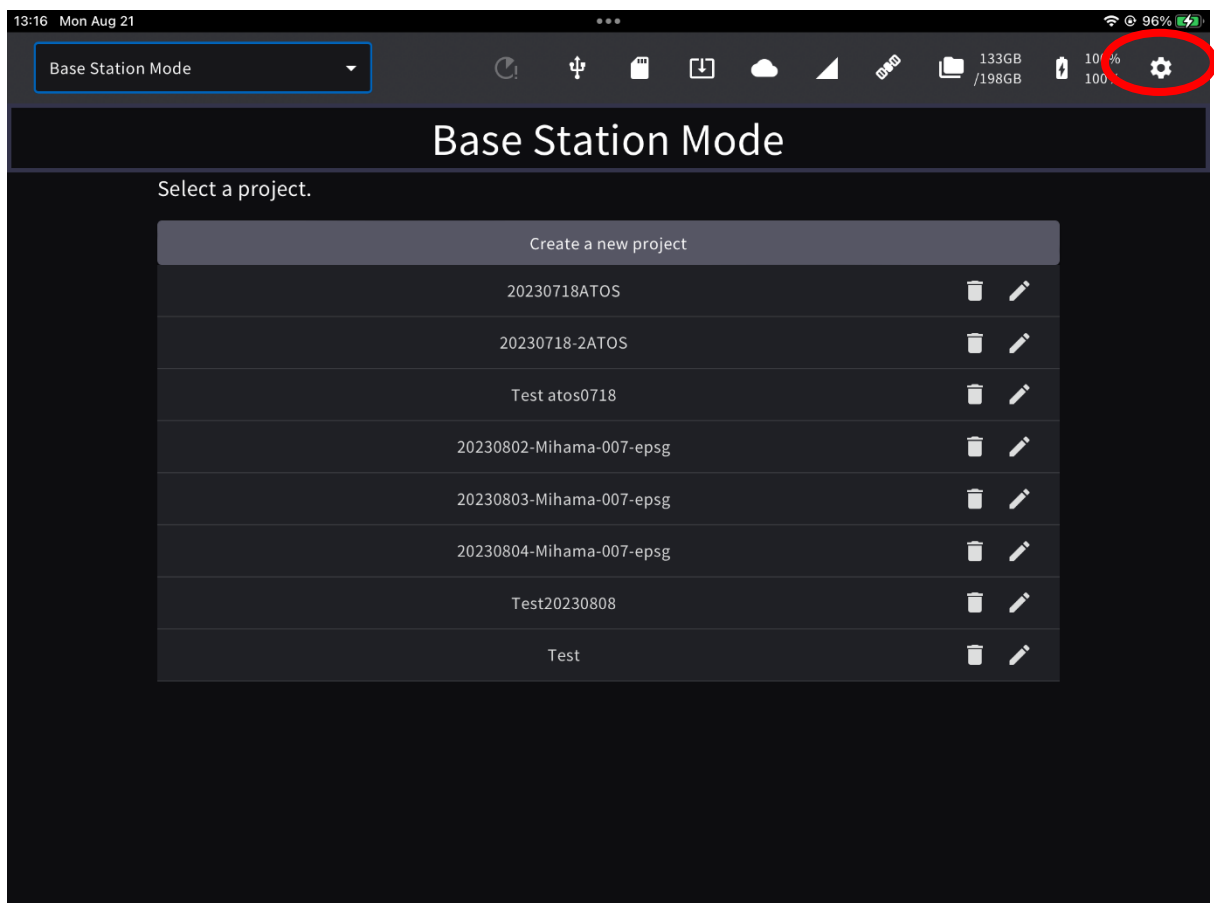 13:16 Mon Aug 21
96%
Base Station Mode
133GB
/198GB
100%
100%
Base Station Mode
Select a project.
Create a new project
20230718ATOS
20230718-2ATOS
Test atos0718
20230802-Mihama-007-epsg
20230803-Mihama-007-epsg
20230804-Mihama-007-epsg
Test20230808
Test